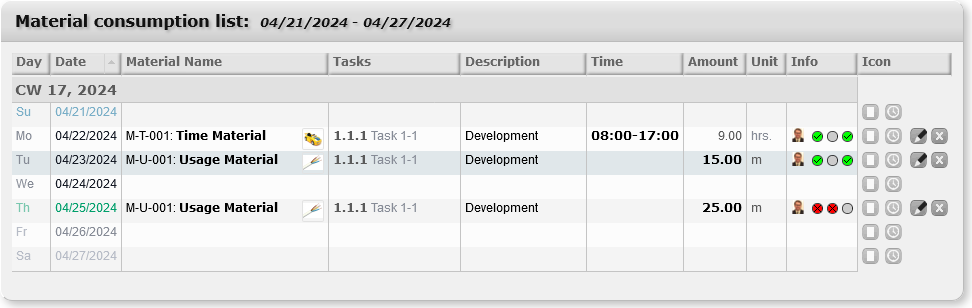 Material consumption list: 04/21/2024 - 04/27/2024
Day Date Material Name Tasks Description Time Amount Unit Info Icon
CW 17, 2024
Su 04/21/2024
Mo 04/22/2024 M-T-001: Time Material 1.1.1 Task 1-1 Development 08:00-17:00 9.00 hrs.
Tu 04/23/2024 M-U-001: Usage Material 1.1.1 Task 1-1 Development 15.00 m
We 04/24/2024
Th 04/25/2024 M-U-001: Usage Material 1.1.1 Task 1-1 Development 25.00 m
Fr 04/26/2024
Sa 04/27/2024